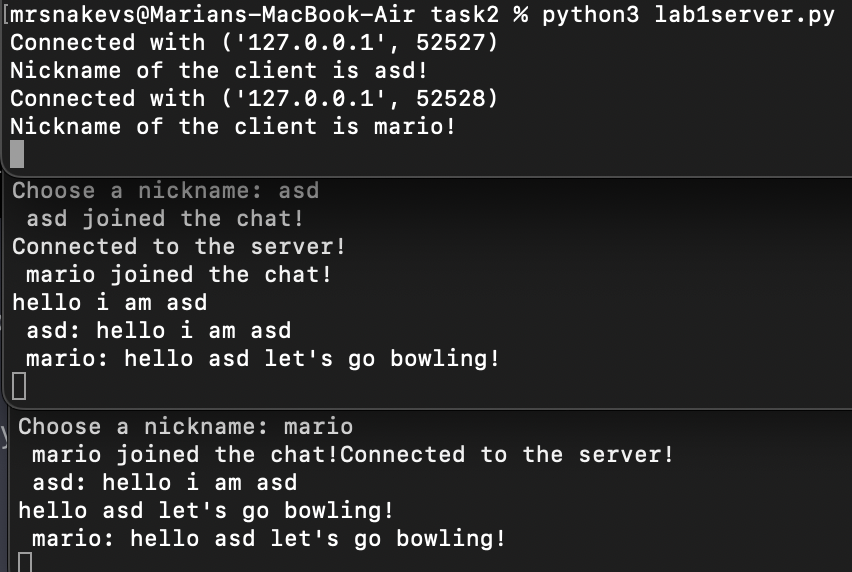 [mrsnakevs@Marians-MacBook-Air task2 % python3 lab1server.py
Connected with ('127.0.0.1', 52527)
Nickname of the client is asd!
Connected with ('127.0.0.1', 52528)
Nickname of the client is mario!
Choose a nickname: asd
asd joined the chat!
Connected to the server!
mario joined the chat!
hello i am asd
asd: hello i am asd
mario: hello asd let's go bowling!
Choose a nickname: mario
mario joined the chat!Connected to the server!
asd: hello i am asd
hello asd let's go bowling!
mario: hello asd let's go bowling!